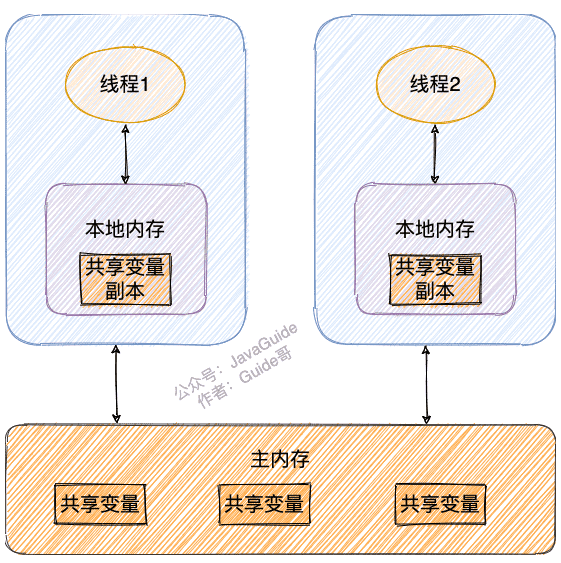 线程1
线程2
本地内存
共享变量
副本
本地内存
共享变量
副本
公众号：JavaGuide
作者：Guide哥
主内存
共享变量
共享变量
共享变量